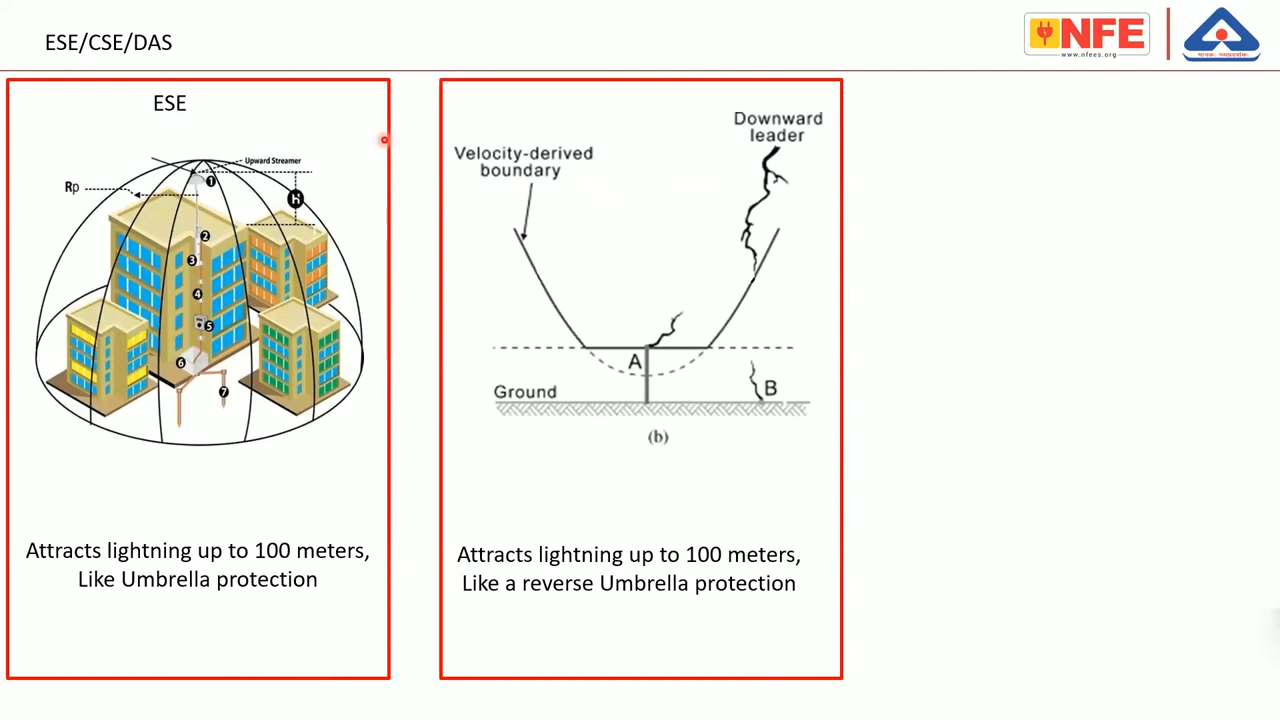 ESE/CSE/DAS
NFE
www.nfees.org
ESE
Upward Streamer
Rp
H
1
2
3
4
5
6
7
Attracts lightning up to 100 meters,
Like Umbrella protection
Downward
leader
Velocity-derived
boundary
A
B
Ground
(b)
Attracts lightning up to 100 meters,
Like a reverse Umbrella protection